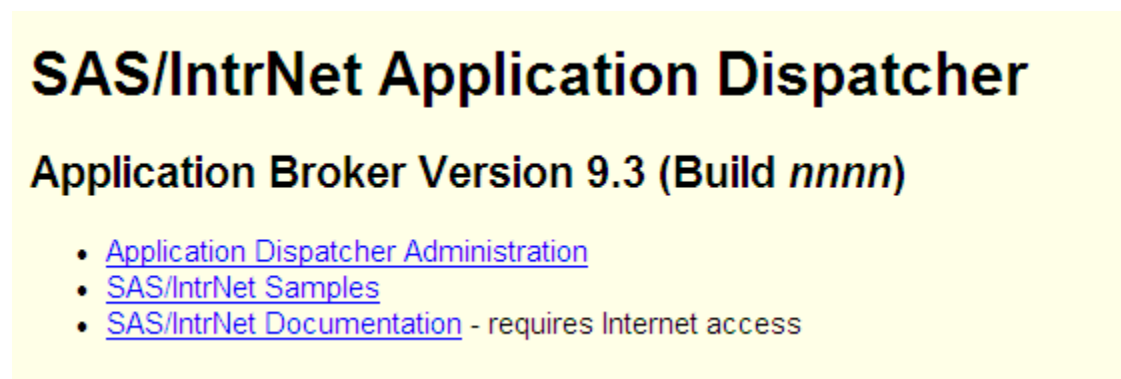 SAS/IntrNet Application Dispatcher
Application Broker Version 9.3 (Build nnnn)
• Application Dispatcher Administration
• SAS/IntrNet Samples
• SAS/IntrNet Documentation - requires Internet access